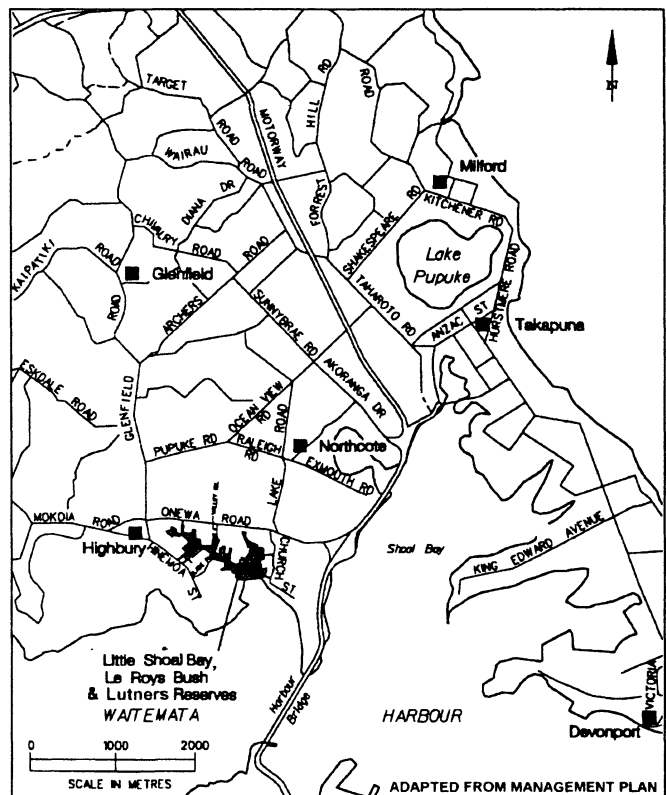 TARGET
ROAD
ROAD
MOTORWAY
HILL
RD
ROAD
FORREST
WAIRAU
DIANA DR
CHIVALRY
ROAD
KAIPATIKI
ROAD
ROAD
Glenfield
ARCHERS
ROAD
SUNNYBRAE RD
N
Milford
KITCHENER RD
SHAKESPEARE
RD
Lake
Pupuke
TAHAROTO RD
ANZAC ST
HURSTMERE ROAD
Takapuna
ESKDALE ROAD
GLENFIELD
OCEAN VIEW
RD
AKORANGA DR
PUPUKE RD
RALEIGH
RD
ROAD
LAKE
Northcote
EXMOUTH RD
MOKOIA
ROAD
ONEWA ROAD
Highbury
HINEMOA ST
CHURCH
ST
Shoal Bay
KING EDWARD AVENUE
Little Shoal Bay,
Le Roys Bush
& Lutners Reserves
WAITEMATA
HARBOUR
Harbour
Bridge
VICTORIA
Devonport
0
1000
2000
SCALE IN METRES
ADAPTED FROM MANAGEMENT PLAN